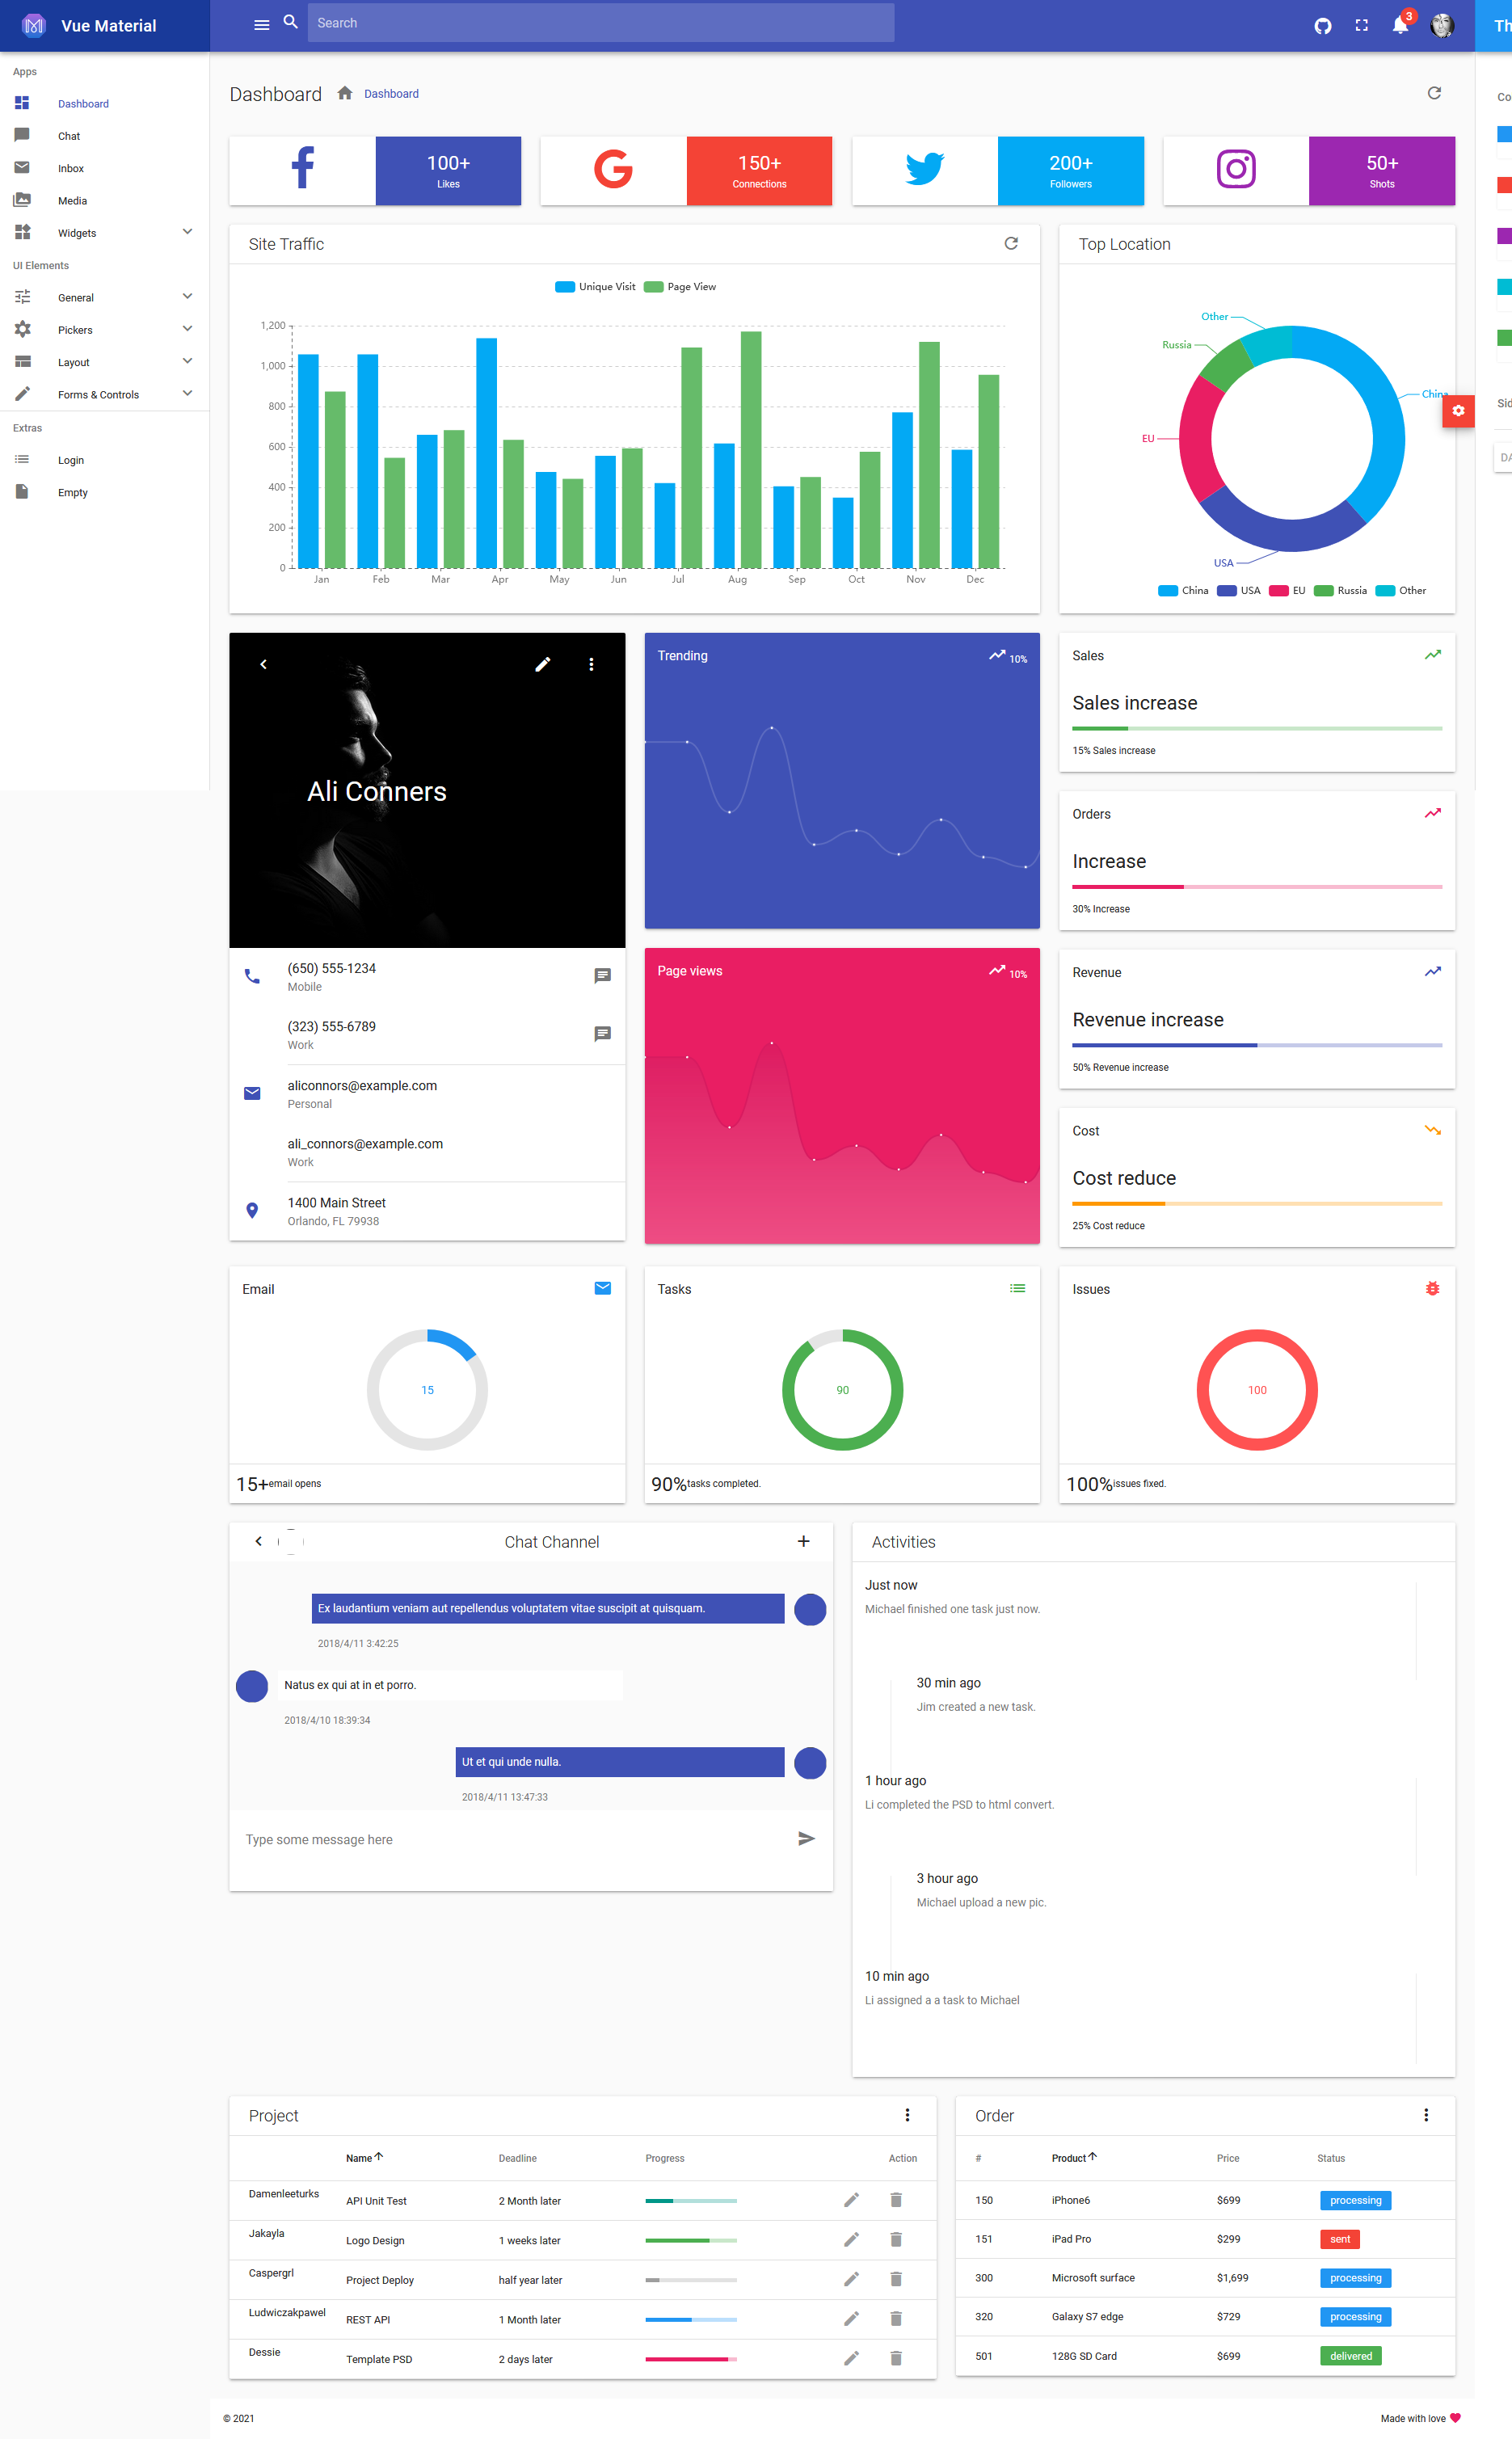 Vue Material
Search
3
Th
Apps
Dashboard
Chat
Inbox
Media
Widgets
UI Elements
General
Pickers
Layout
Forms & Controls
Extras
Login
Empty
Dashboard Dashboard
100+
Likes
150+
Connections
200+
Followers
50+
Shots
Co
Sid
DA
Site Traffic
Unique Visit Page View
1,200
1,000
800
600
400
200
0
Jan Feb Mar Apr May Jun Jul Aug Sep Oct Nov Dec
Top Location
Other
Russia
China
EU
USA
China USA EU Russia Other
Ali Conners
(650) 555-1234
Mobile
(323) 555-6789
Work
aliconnors@example.com
Personal
ali_connors@example.com
Work
1400 Main Street
Orlando, FL 79938
Trending 10%
Page views 10%
Sales
Sales increase
15% Sales increase
Orders
Increase
30% Increase
Revenue
Revenue increase
50% Revenue increase
Cost
Cost reduce
25% Cost reduce
Email
15
15+email opens
Tasks
90
90%tasks completed.
Issues
100
100%issues fixed.
Chat Channel
Ex laudantium veniam aut repellendus voluptatem vitae suscipit at quisquam.
2018/4/11 3:42:25
Natus ex qui at in et porro.
2018/4/10 18:39:34
Ut et qui unde nulla.
2018/4/11 13:47:33
Type some message here
Activities
Just now
Michael finished one task just now.
30 min ago
Jim created a new task.
1 hour ago
Li completed the PSD to html convert.
3 hour ago
Michael upload a new pic.
10 min ago
Li assigned a a task to Michael
Project
Name Deadline Progress Action
Damenleeturks API Unit Test 2 Month later
Jakayla Logo Design 1 weeks later
Caspergrl Project Deploy half year later
Ludwiczakpawel REST API 1 Month later
Dessie Template PSD 2 days later
Order
# Product Price Status
150 iPhone6 $699 processing
151 iPad Pro $299 sent
300 Microsoft surface $1,699 processing
320 Galaxy S7 edge $729 processing
501 128G SD Card $699 delivered
© 2021
Made with love